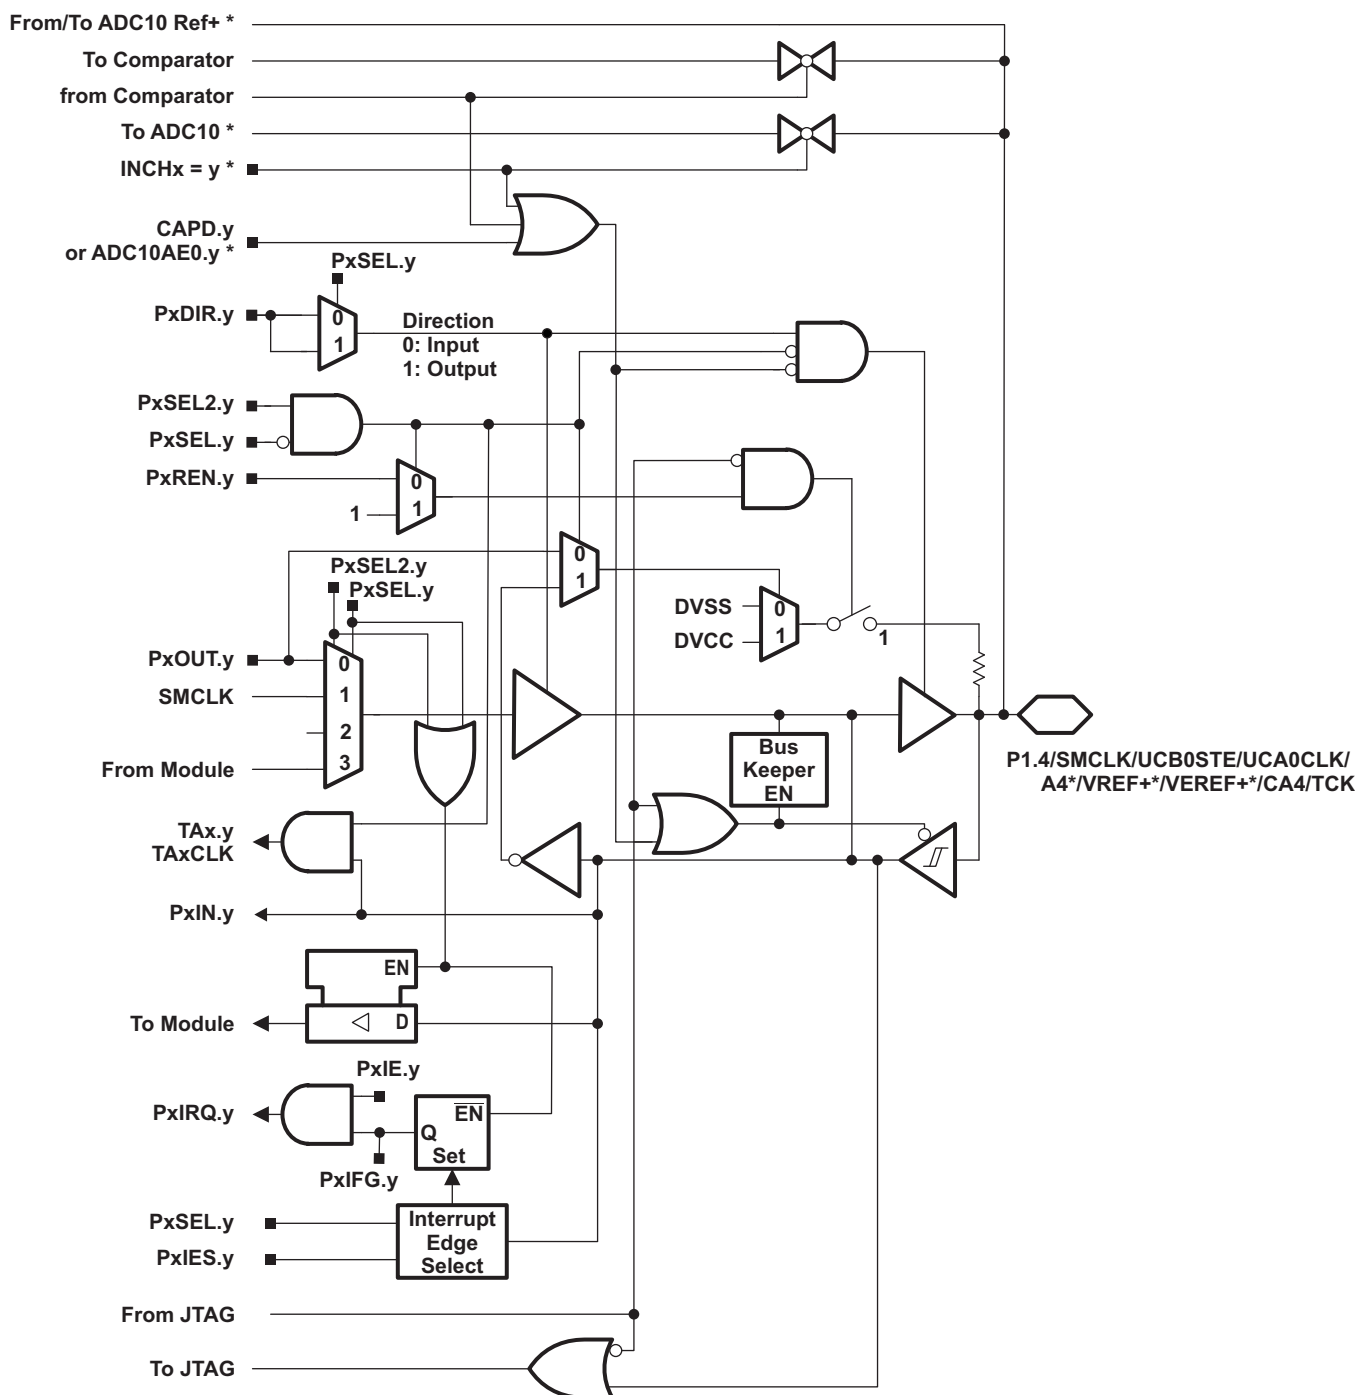 From/To ADC10 Ref+ *
To Comparator
from Comparator
To ADC10 *
INCHx = y *
CAPD.y
or ADC10AE0.y *
PxSEL.y
PxDIR.y
0
1
Direction
0: Input
1: Output
PxSEL2.y
PxSEL.y
PxREN.y
0
1
1
0
1
PxSEL2.y
PxSEL.y
DVSS
DVCC
0
1
1
PxOUT.y
SMCLK
From Module
0
1
2
3
Bus
Keeper
EN
P1.4/SMCLK/UCB0STE/UCA0CLK/
A4*/VREF+*/VEREF+*/CA4/TCK
TAx.y
TAxCLK
PxIN.y
EN
To Module
D
PxIE.y
PxIRQ.y
EN
Q
Set
PxIFG.y
PxSEL.y
PxIES.y
Interrupt
Edge
Select
From JTAG
To JTAG